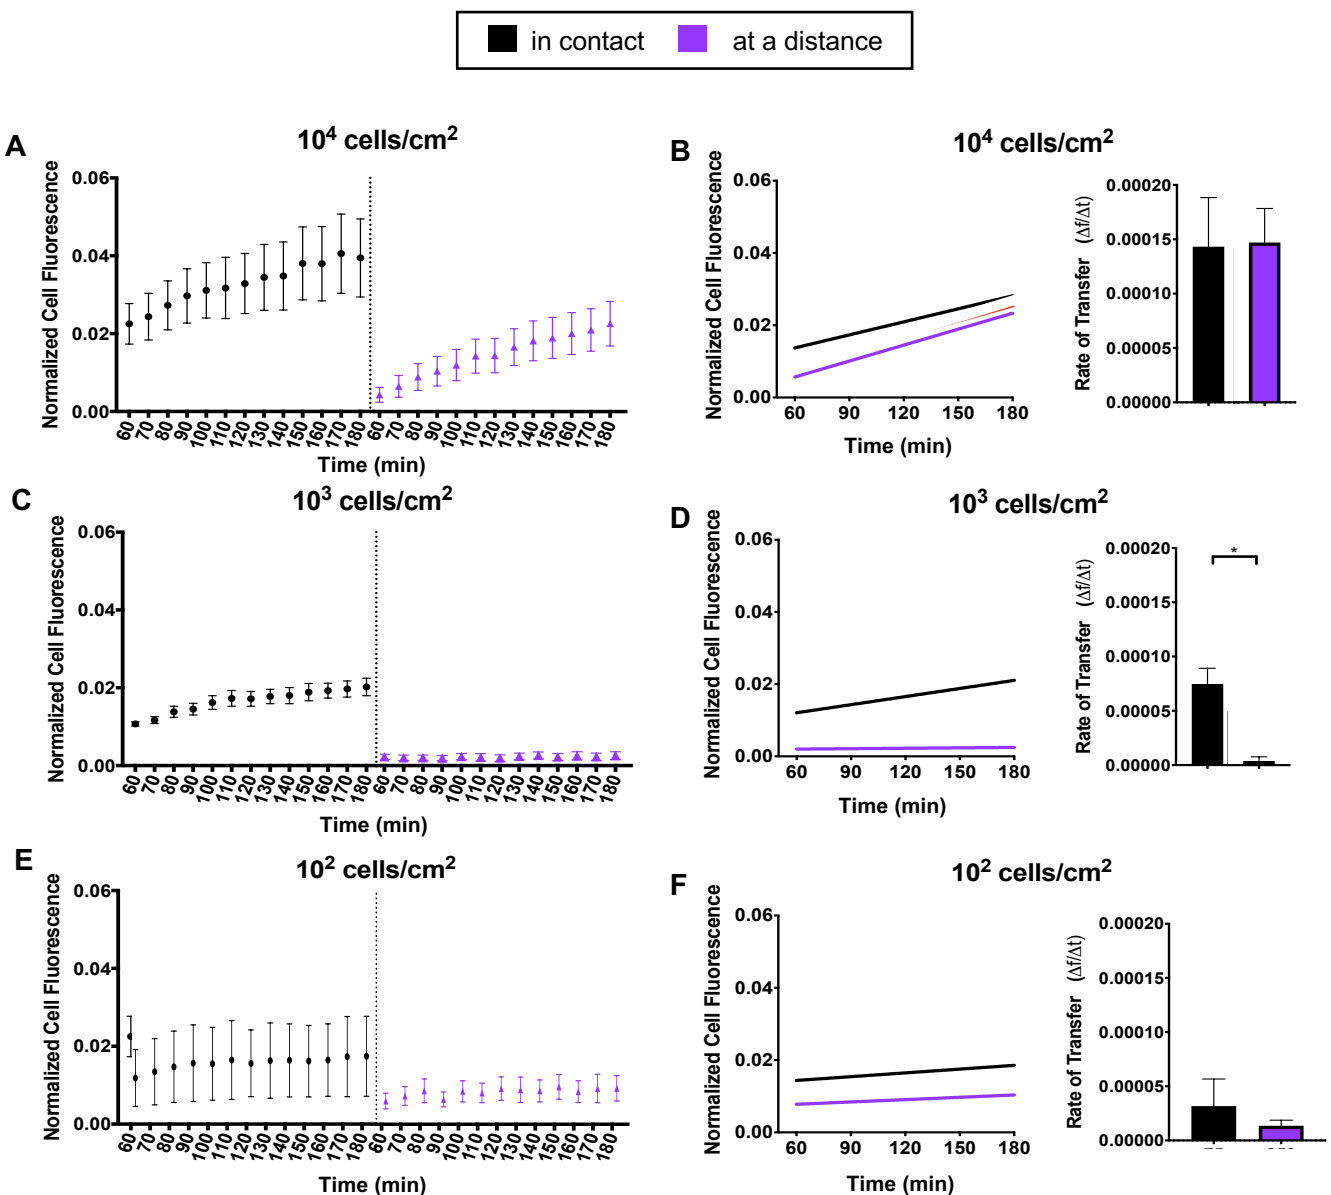 in contact at a distance
A
10⁴ cells/cm²
Normalized Cell Fluorescence
0.06
0.04
0.02
0.00
60 70 80 90 100 110 120 130 140 150 160 170 180 60 70 80 90 100 110 120 130 140 150 160 170 180
Time (min)
B
10⁴ cells/cm²
Normalized Cell Fluorescence
0.06
0.04
0.02
0.00
60 90 120 150 180
Time (min)
Rate of Transfer (Δf/Δt)
0.00020
0.00015
0.00010
0.00005
0.00000
C
10³ cells/cm²
Normalized Cell Fluorescence
0.06
0.04
0.02
0.00
60 70 80 90 100 110 120 130 140 150 160 170 180 60 70 80 90 100 110 120 130 140 150 160 170 180
Time (min)
D
10³ cells/cm²
Normalized Cell Fluorescence
0.06
0.04
0.02
0.00
60 90 120 150 180
Time (min)
Rate of Transfer (Δf/Δt)
0.00020
0.00015
0.00010
0.00005
0.00000
*
E
10² cells/cm²
Normalized Cell Fluorescence
0.06
0.04
0.02
0.00
60 70 80 90 100 110 120 130 140 150 160 170 180 60 70 80 90 100 110 120 130 140 150 160 170 180
Time (min)
F
10² cells/cm²
Normalized Cell Fluorescence
0.06
0.04
0.02
0.00
60 90 120 150 180
Time (min)
Rate of Transfer (Δf/Δt)
0.00020
0.00015
0.00010
0.00005
0.00000